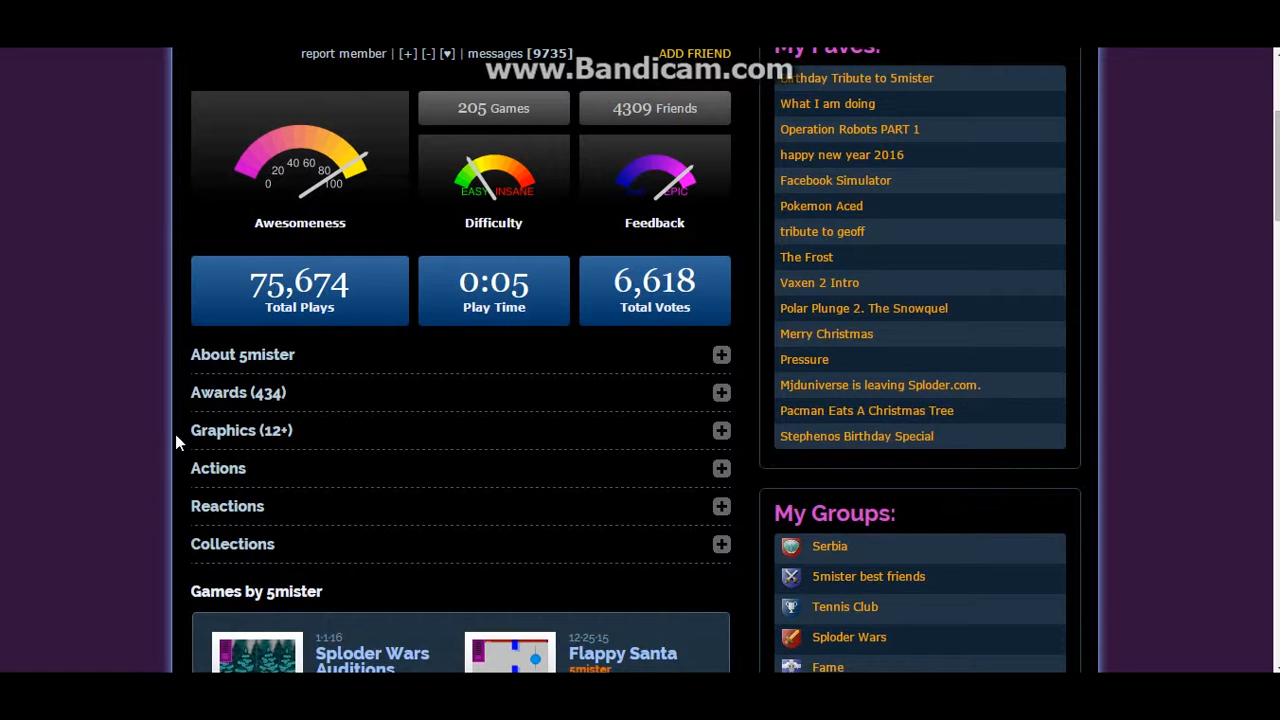 report member | [+] [-] [♥] | messages [9735]
ADD FRIEND
www.Bandicam.com
205 Games
4309 Friends
0 20 40 60 80 100
Awesomeness
EASY INSANE
Difficulty
EPIC
Feedback
75,674
Total Plays
0:05
Play Time
6,618
Total Votes
About 5mister
Awards (434)
Graphics (12+)
Actions
Reactions
Collections
Games by 5mister
1-1-16
Sploder Wars
Auditions
12-25-15
Flappy Santa
5mister
My Faves:
Birthday Tribute to 5mister
What I am doing
Operation Robots PART 1
happy new year 2016
Facebook Simulator
Pokemon Aced
tribute to geoff
The Frost
Vaxen 2 Intro
Polar Plunge 2. The Snowquel
Merry Christmas
Pressure
Mjduniverse is leaving Sploder.com.
Pacman Eats A Christmas Tree
Stephenos Birthday Special
My Groups:
Serbia
5mister best friends
Tennis Club
Sploder Wars
Fame